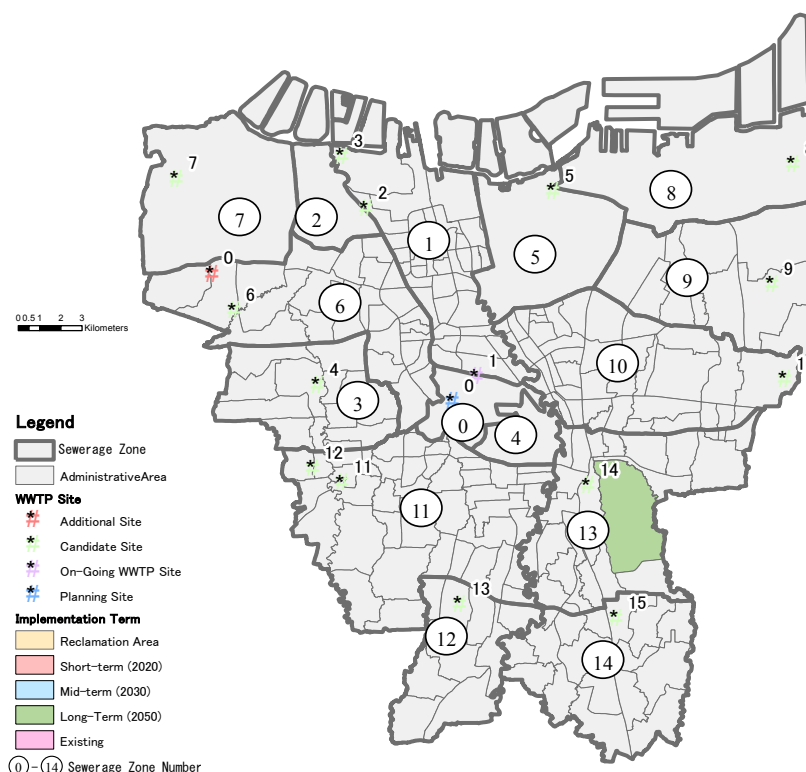 3
7
5
2
8
7
2
1
0
5
9
9
6
6
0 0.5 1 2 3
Kilometers
10
1
4
0
3
0
4
Legend
Sewerage Zone
12
11
14
AdministrativeArea
11
WWTP Site
13
Additional Site
Candidate Site
On-Going WWTP Site
13
15
Planning Site
12
Implementation Term
14
Reclamation Area
Short-term (2020)
Mid-term (2030)
Long-Term (2050)
Existing
0 - 14 Sewerage Zone Number